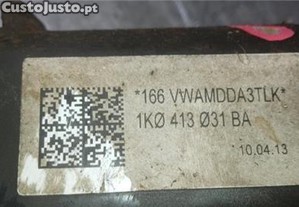 CustoJusto.pt
*166 VWAMDDA3TLK*
1KØ 413 Ø31 BA
10.04.13